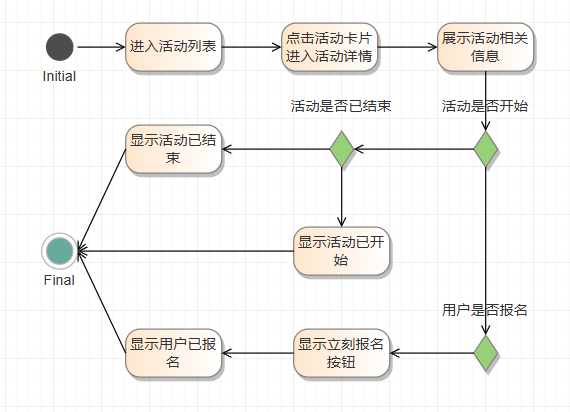 进入活动列表
点击活动卡片
进入活动详情
展示活动相关
信息
Initial
活动是否已结束
活动是否开始
显示活动已结
束
显示活动已开
始
Final
用户是否报名
显示用户已报
名
显示立刻报名
按钮